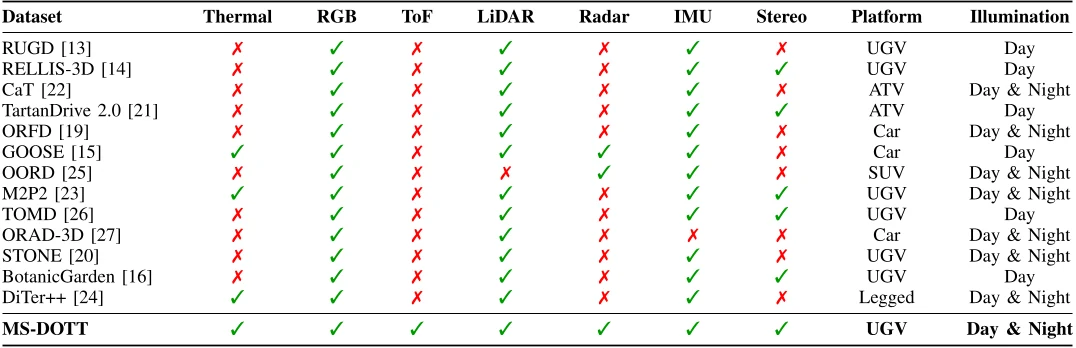 Dataset Thermal RGB ToF LiDAR Radar IMU Stereo Platform Illumination
RUGD [13] ✗ ✓ ✗ ✓ ✗ ✓ ✗ UGV Day
RELLIS-3D [14] ✗ ✓ ✗ ✓ ✗ ✓ ✓ UGV Day
CaT [22] ✗ ✓ ✗ ✓ ✗ ✓ ✗ ATV Day & Night
TartanDrive 2.0 [21] ✗ ✓ ✗ ✓ ✗ ✓ ✓ ATV Day
ORFD [19] ✗ ✓ ✗ ✓ ✗ ✓ ✗ Car Day & Night
GOOSE [15] ✓ ✓ ✗ ✓ ✓ ✓ ✗ Car Day
OORD [25] ✗ ✓ ✗ ✗ ✓ ✓ ✗ SUV Day & Night
M2P2 [23] ✓ ✓ ✗ ✓ ✗ ✓ ✓ UGV Day & Night
TOMD [26] ✗ ✓ ✗ ✓ ✗ ✓ ✓ UGV Day
ORAD-3D [27] ✗ ✓ ✗ ✓ ✗ ✗ ✗ Car Day & Night
STONE [20] ✗ ✓ ✗ ✓ ✗ ✓ ✗ UGV Day & Night
BotanicGarden [16] ✗ ✓ ✗ ✓ ✗ ✓ ✓ UGV Day
DiTer++ [24] ✓ ✓ ✗ ✓ ✗ ✓ ✗ Legged Day & Night
MS-DOTT ✓ ✓ ✓ ✓ ✓ ✓ ✓ UGV Day & Night